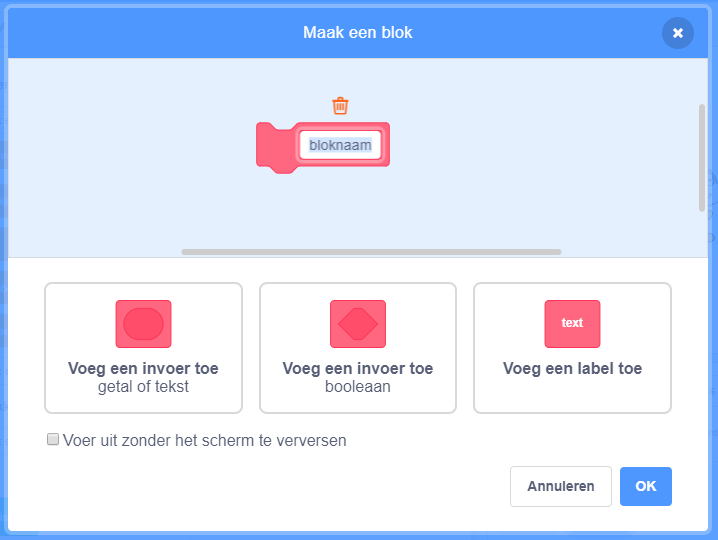 Maak een blok
bloknaam
text
Voeg een invoer toe
getal of tekst
Voeg een invoer toe
booleaan
Voeg een label toe
Voer uit zonder het scherm te verversen
Annuleren
OK